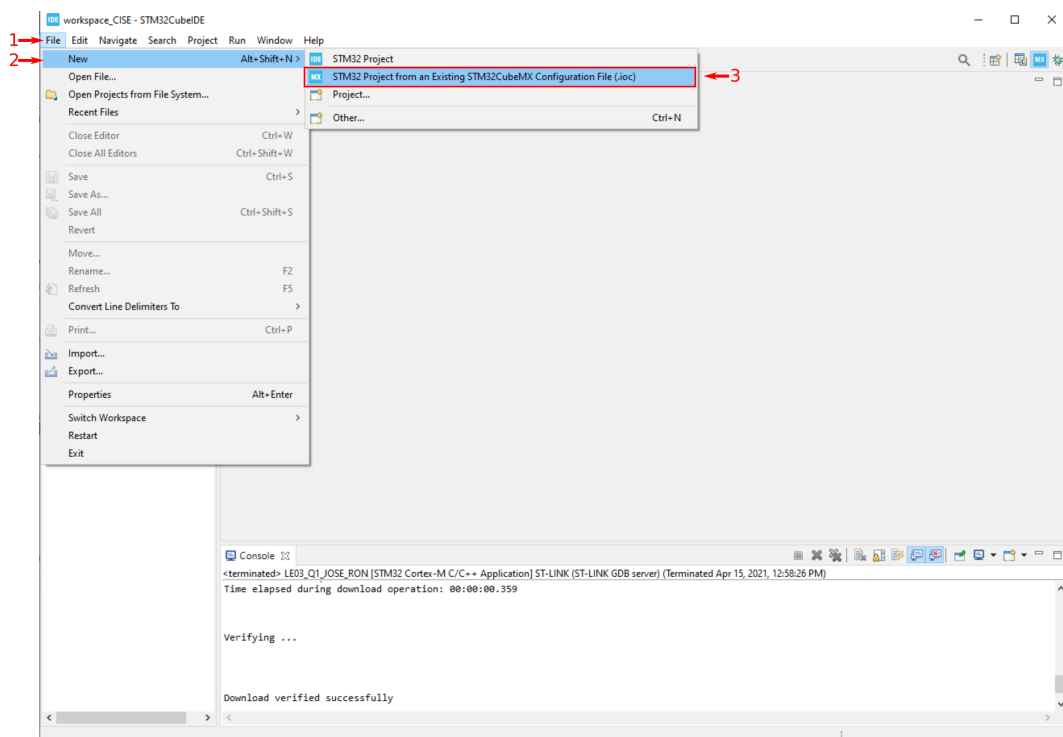 IDE workspace_CISE - STM32CubeIDE
1 File Edit Navigate Search Project Run Window Help
2 New Alt+Shift+N >
IDE STM32 Project
MX STM32 Project from an Existing STM32CubeMX Configuration File (.ioc) 3
Project...
Other... Ctrl+N
MX
Open File...
Open Projects from File System...
Recent Files >
Close Editor Ctrl+W
Close All Editors Ctrl+Shift+W
Save Ctrl+S
Save As...
Save All Ctrl+Shift+S
Revert
Move...
Rename... F2
Refresh F5
Convert Line Delimiters To >
Print... Ctrl+P
Import...
Export...
Properties Alt+Enter
Switch Workspace >
Restart
Exit
Console
<terminated> LE03_Q1_JOSE_RON [STM32 Cortex-M C/C++ Application] ST-LINK (ST-LINK GDB server) (Terminated Apr 15, 2021, 12:58:26 PM)
Time elapsed during download operation: 00:00:00.359
Verifying ...
Download verified successfully